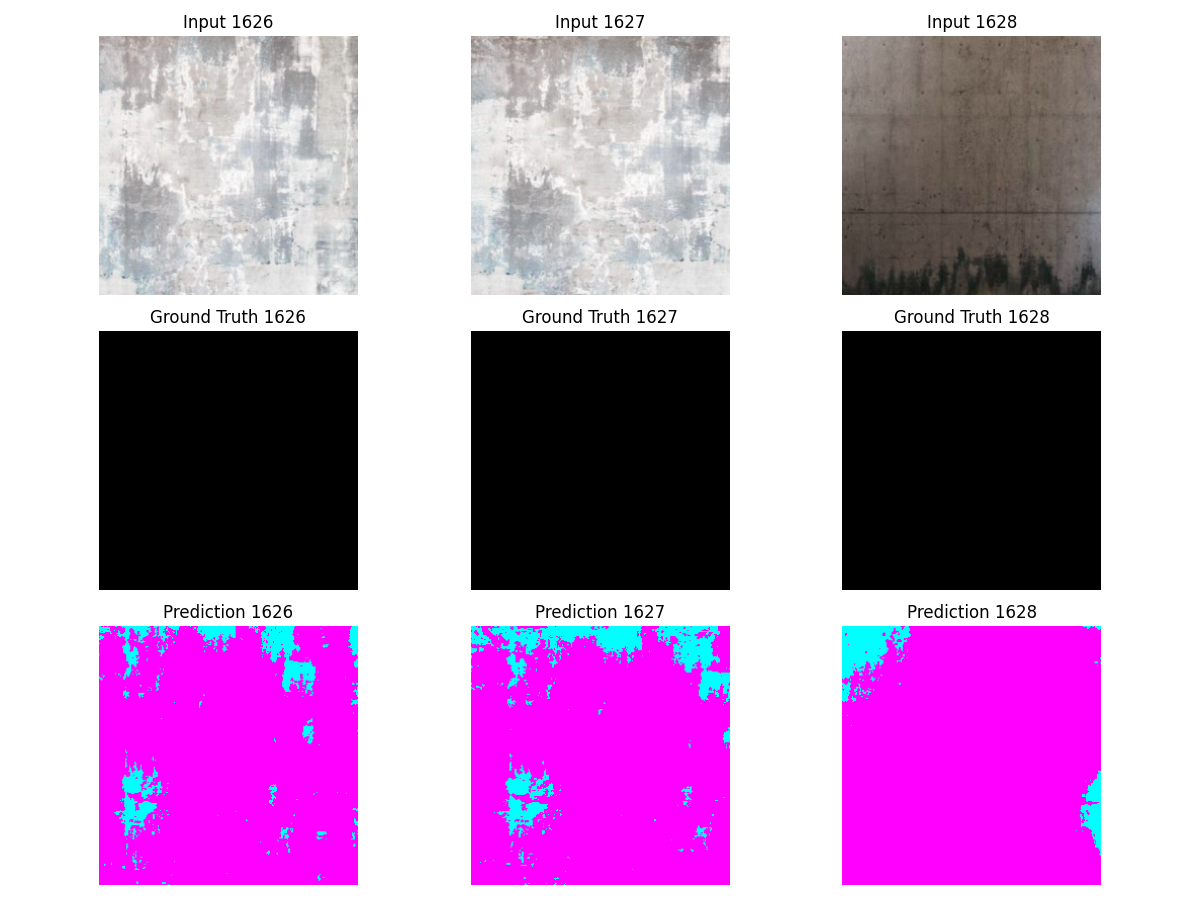 Input 1626
Input 1627
Input 1628
Ground Truth 1626
Ground Truth 1627
Ground Truth 1628
Prediction 1626
Prediction 1627
Prediction 1628